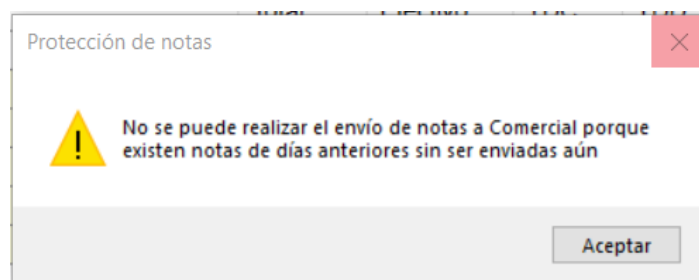 Protección de notas
No se puede realizar el envío de notas a Comercial porque
existen notas de días anteriores sin ser enviadas aún
Aceptar